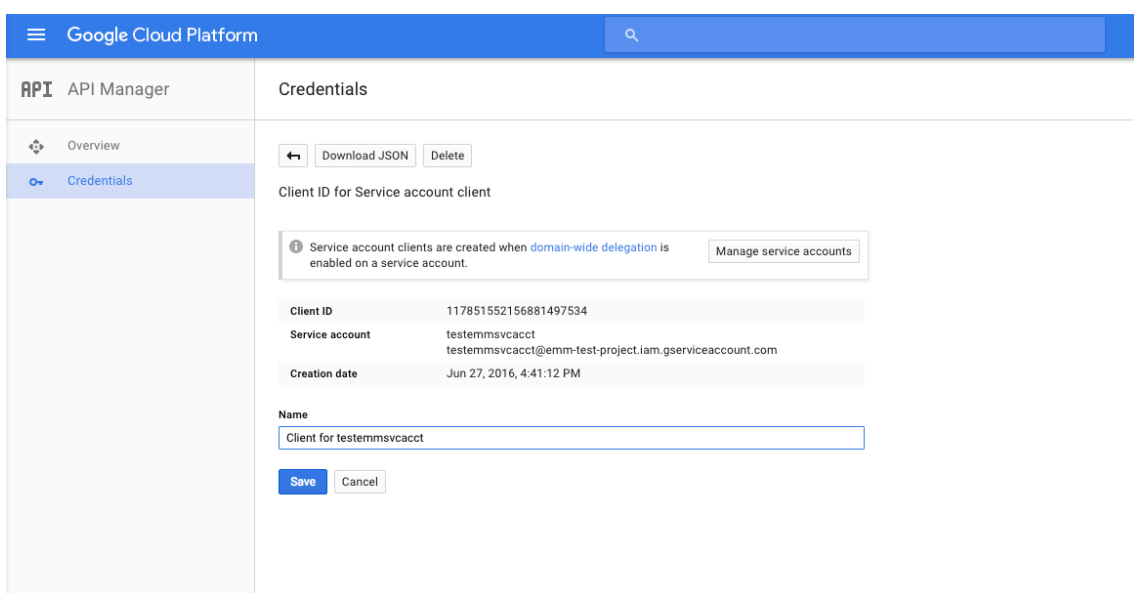 Google Cloud Platform
API API Manager
Credentials
Overview
Credentials
Download JSON Delete
Client ID for Service account client
Service account clients are created when domain-wide delegation is
enabled on a service account.
Manage service accounts
Client ID 117851552156881497534
Service account testemmsvcacct
testemmsvcacct@emm-test-project.iam.gserviceaccount.com
Creation date Jun 27, 2016, 4:41:12 PM
Name
Client for testemmsvcacct
Save Cancel